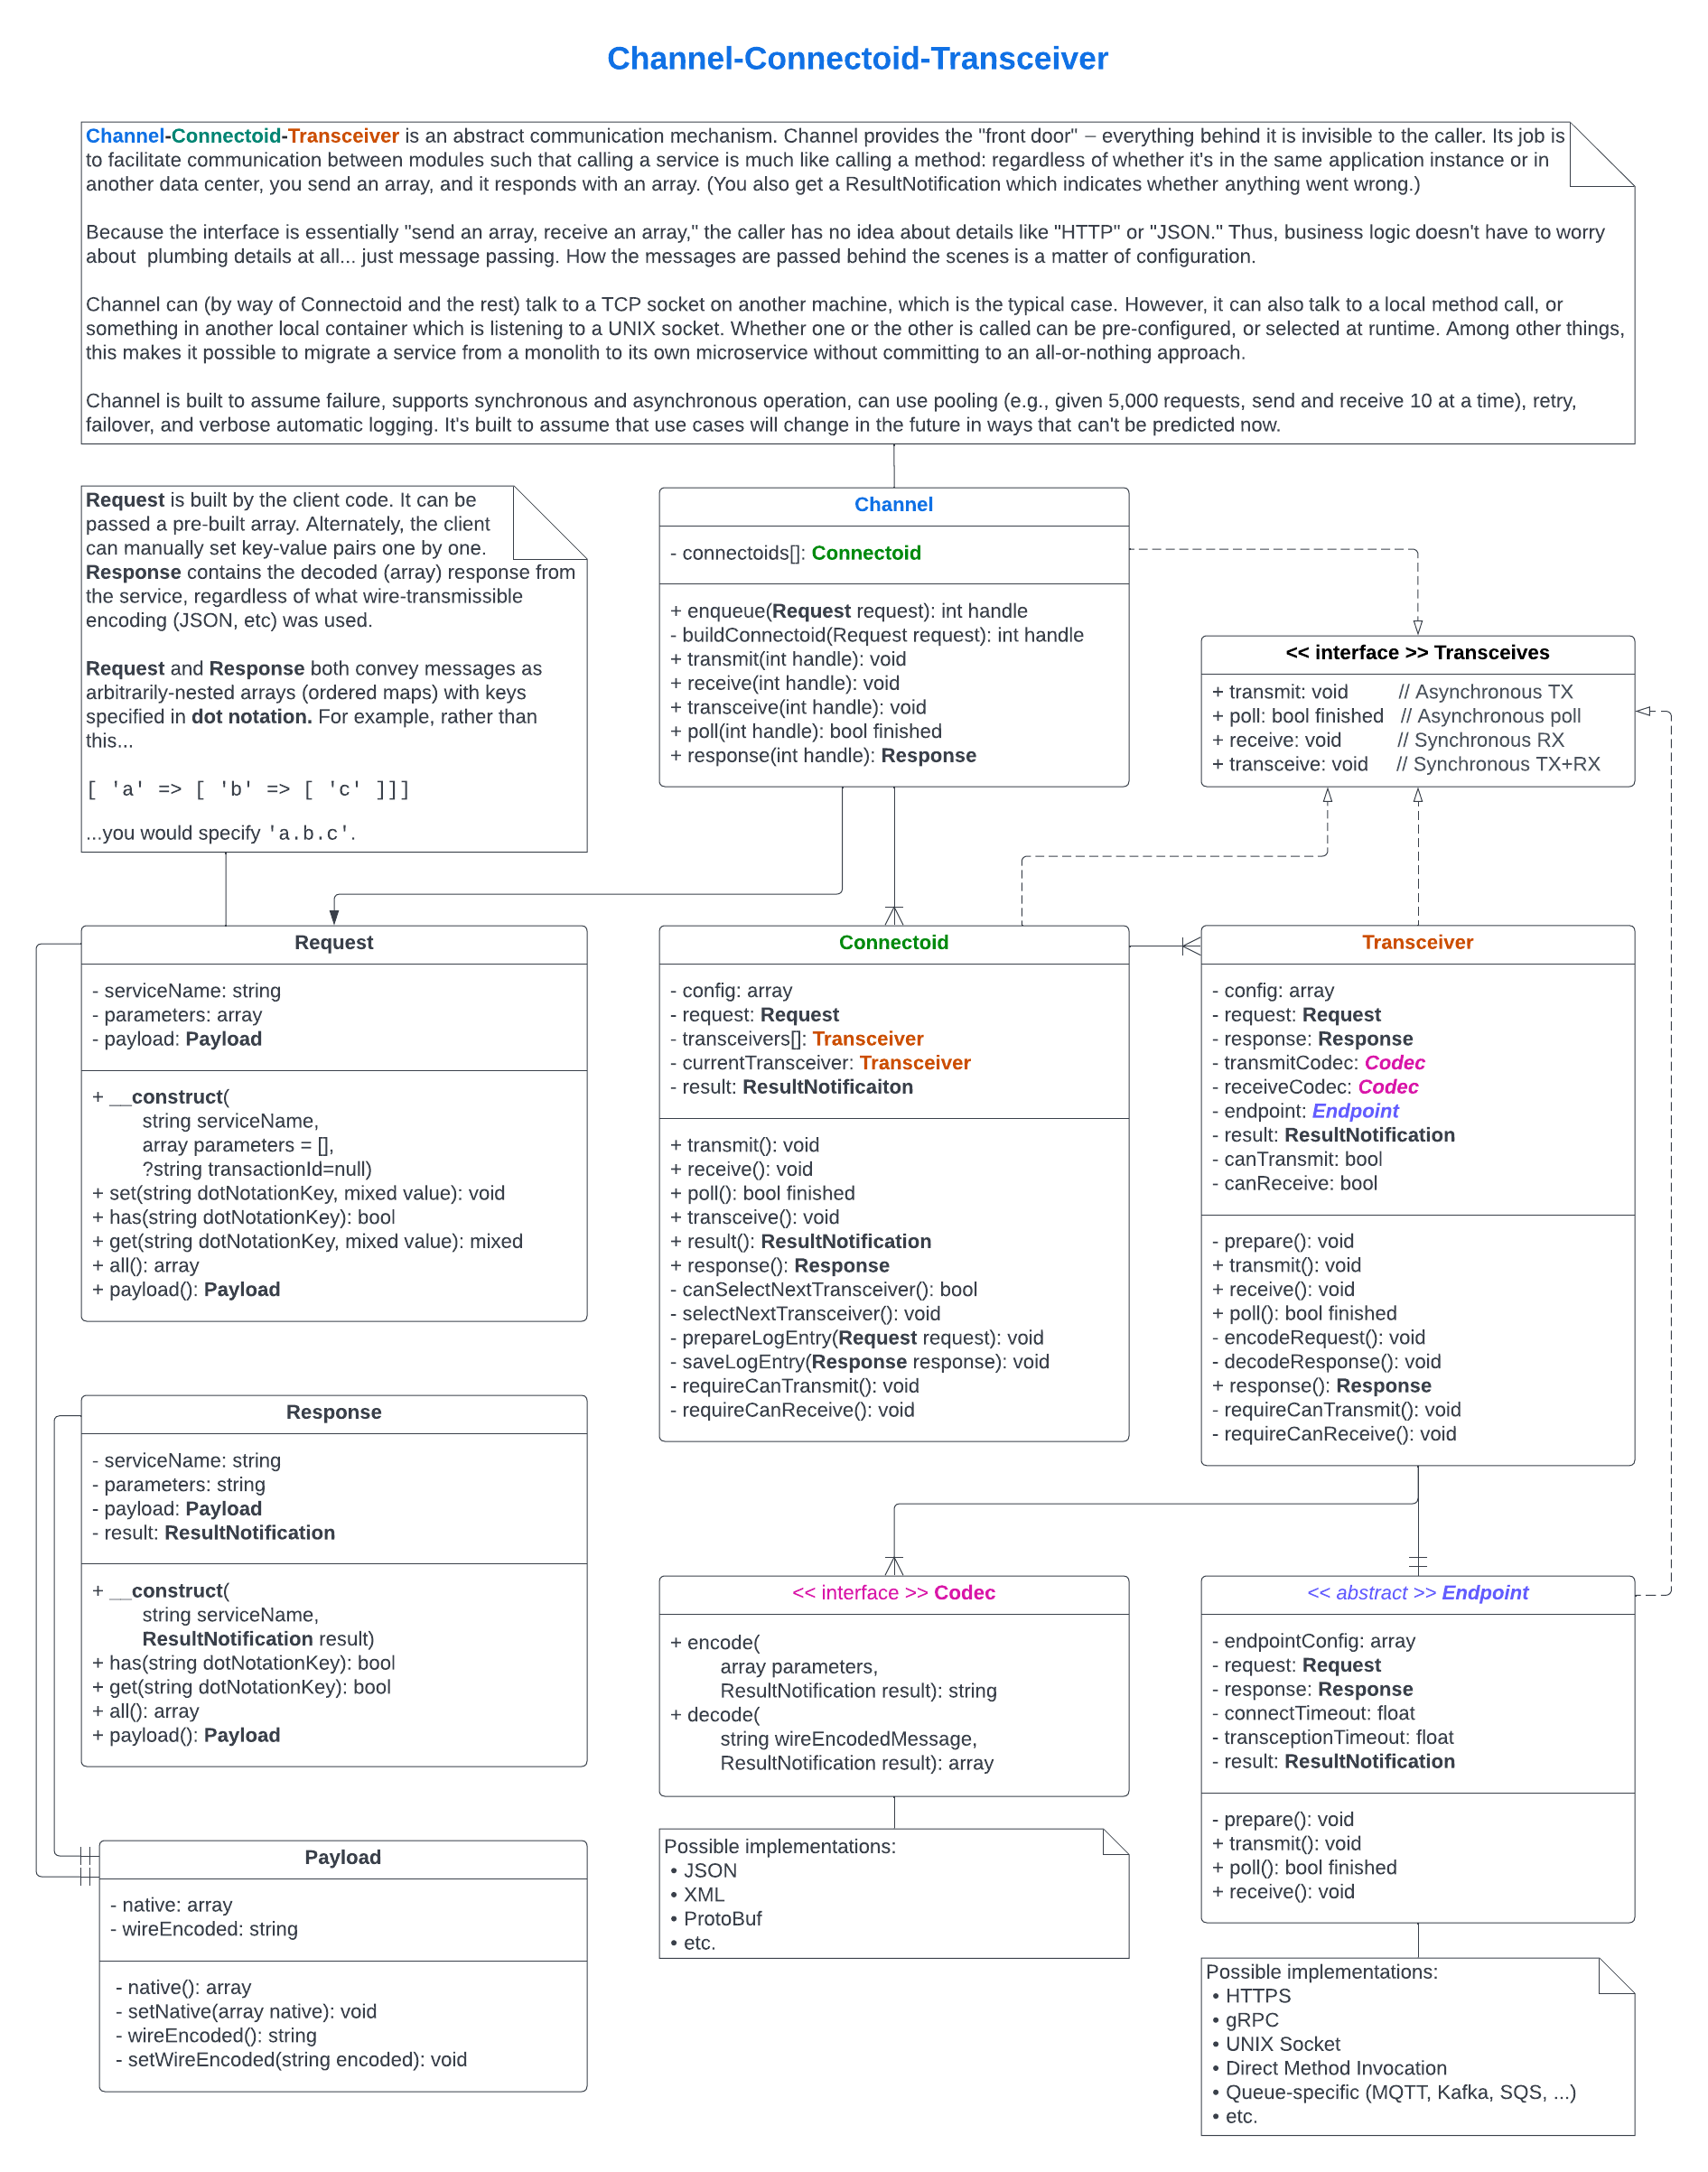 Channel-Connectoid-Transceiver
Channel-Connectoid-Transceiver is an abstract communication mechanism. Channel provides the "front door" – everything behind it is invisible to the caller. Its job is
to facilitate communication between modules such that calling a service is much like calling a method: regardless of whether it's in the same application instance or in
another data center, you send an array, and it responds with an array. (You also get a ResultNotification which indicates whether anything went wrong.)
Because the interface is essentially "send an array, receive an array," the caller has no idea about details like "HTTP" or "JSON." Thus, business logic doesn't have to worry
about  plumbing details at all... just message passing. How the messages are passed behind the scenes is a matter of configuration.
Channel can (by way of Connectoid and the rest) talk to a TCP socket on another machine, which is the typical case. However, it can also talk to a local method call, or
something in another local container which is listening to a UNIX socket. Whether one or the other is called can be pre-configured, or selected at runtime. Among other things,
this makes it possible to migrate a service from a monolith to its own microservice without committing to an all-or-nothing approach.
Channel is built to assume failure, supports synchronous and asynchronous operation, can use pooling (e.g., given 5,000 requests, send and receive 10 at a time), retry,
failover, and verbose automatic logging. It's built to assume that use cases will change in the future in ways that can't be predicted now.
Request is built by the client code. It can be
passed a pre-built array. Alternately, the client
can manually set key-value pairs one by one.
Response contains the decoded (array) response from
the service, regardless of what wire-transmissible
encoding (JSON, etc) was used.
Request and Response both convey messages as
arbitrarily-nested arrays (ordered maps) with keys
specified in dot notation. For example, rather than
this...
[ 'a' => [ 'b' => [ 'c' ]]]
...you would specify 'a.b.c'.
Channel
- connectoids[]: Connectoid
+ enqueue(Request request): int handle
- buildConnectoid(Request request): int handle
+ transmit(int handle): void
+ receive(int handle): void
+ transceive(int handle): void
+ poll(int handle): bool finished
+ response(int handle): Response
<< interface >> Transceives
+ transmit: void // Asynchronous TX
+ poll: bool finished // Asynchronous poll
+ receive: void // Synchronous RX
+ transceive: void // Synchronous TX+RX
Request
- serviceName: string
- parameters: array
- payload: Payload
+ __construct(
string serviceName,
array parameters = [],
?string transactionId=null)
+ set(string dotNotationKey, mixed value): void
+ has(string dotNotationKey): bool
+ get(string dotNotationKey, mixed value): mixed
+ all(): array
+ payload(): Payload
Connectoid
- config: array
- request: Request
- transceivers[]: Transceiver
- currentTransceiver: Transceiver
- result: ResultNotificaiton
+ transmit(): void
+ receive(): void
+ poll(): bool finished
+ transceive(): void
+ result(): ResultNotification
+ response(): Response
- canSelectNextTransceiver(): bool
- selectNextTransceiver(): void
- prepareLogEntry(Request request): void
- saveLogEntry(Response response): void
- requireCanTransmit(): void
- requireCanReceive(): void
Transceiver
- config: array
- request: Request
- response: Response
- transmitCodec: Codec
- receiveCodec: Codec
- endpoint: Endpoint
- result: ResultNotification
- canTransmit: bool
- canReceive: bool
- prepare(): void
+ transmit(): void
+ receive(): void
+ poll(): bool finished
- encodeRequest(): void
- decodeResponse(): void
+ response(): Response
- requireCanTransmit(): void
- requireCanReceive(): void
Response
- serviceName: string
- parameters: string
- payload: Payload
- result: ResultNotification
+ __construct(
string serviceName,
ResultNotification result)
+ has(string dotNotationKey): bool
+ get(string dotNotationKey): bool
+ all(): array
+ payload(): Payload
<< interface >> Codec
+ encode(
array parameters,
ResultNotification result): string
+ decode(
string wireEncodedMessage,
ResultNotification result): array
<< abstract >> Endpoint
- endpointConfig: array
- request: Request
- response: Response
- connectTimeout: float
- transceptionTimeout: float
- result: ResultNotification
- prepare(): void
+ transmit(): void
+ poll(): bool finished
+ receive(): void
Payload
- native: array
- wireEncoded: string
- native(): array
- setNative(array native): void
- wireEncoded(): string
- setWireEncoded(string encoded): void
Possible implementations:
• JSON
• XML
• ProtoBuf
• etc.
Possible implementations:
• HTTPS
• gRPC
• UNIX Socket
• Direct Method Invocation
• Queue-specific (MQTT, Kafka, SQS, ...)
• etc.